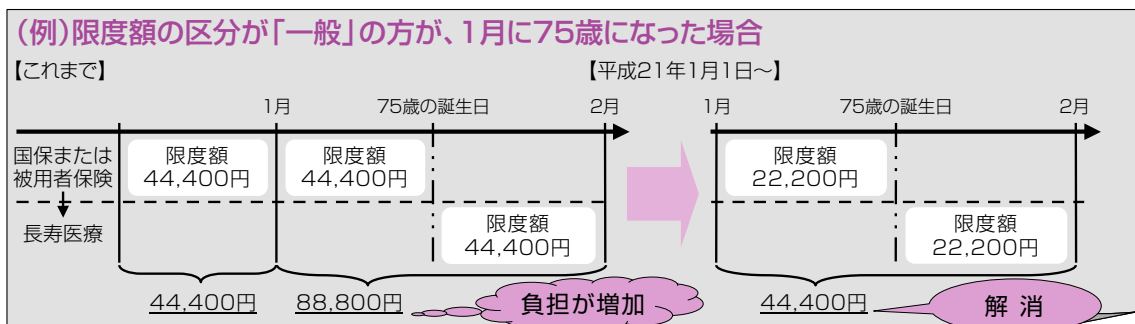 (例)限度額の区分が「一般」の方が、1月に75歳になった場合
【これまで】
1月
75歳の誕生日
2月
国保または
被用者保険
長寿医療
限度額
44,400円
限度額
44,400円
限度額
44,400円
44,400円
88,800円
負担が増加
【平成21年1月1日~】
1月
75歳の誕生日
2月
限度額
22,200円
限度額
22,200円
44,400円
解 消